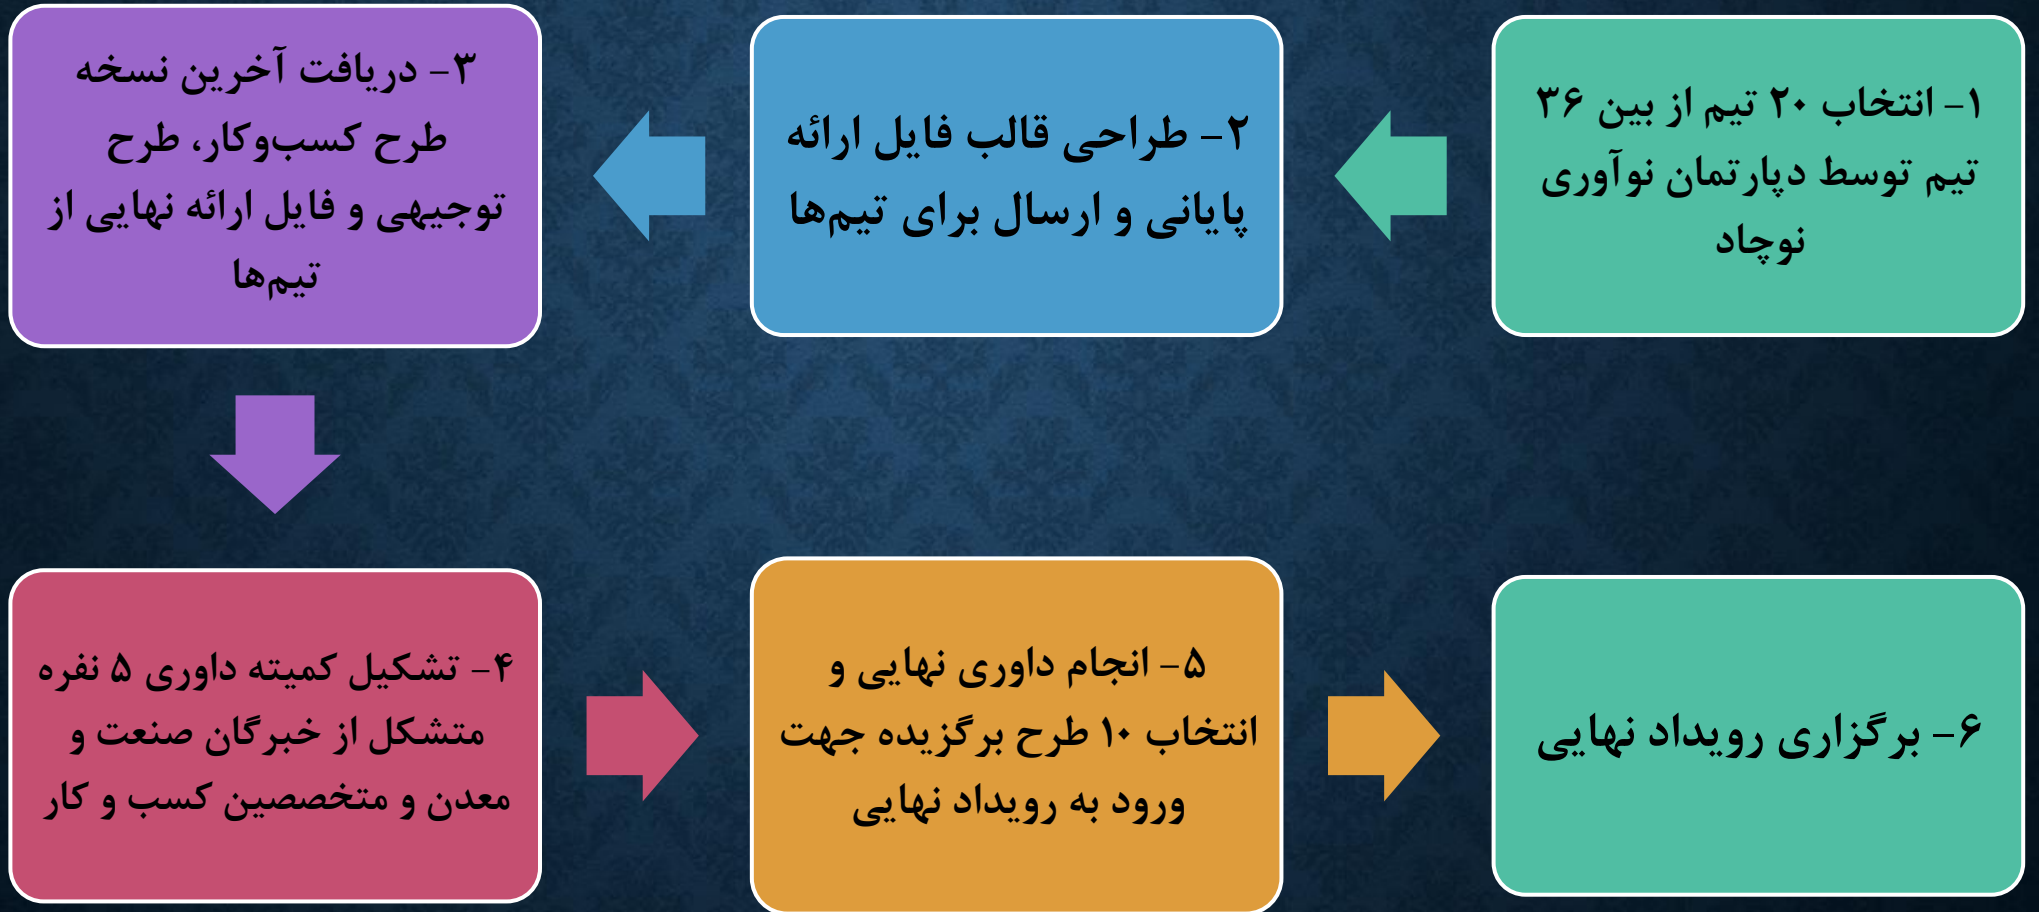 ۱- انتخاب ۲۰ تیم از بین ۳۶
تیم توسط دپارتمان نوآوری
نوچاد
۲- طراحی قالب فایل ارائه
پایانی و ارسال برای تیم‌ها
۳- دریافت آخرین نسخه
طرح کسب‌وکار، طرح
توجیهی و فایل ارائه نهایی از
تیم‌ها
۴- تشکیل کمیته داوری ۵ نفره
متشکل از خبرگان صنعت و
معدن و متخصصین کسب و کار
۵- انجام داوری نهایی و
انتخاب ۱۰ طرح برگزیده جهت
ورود به رویداد نهایی
۶- برگزاری رویداد نهایی